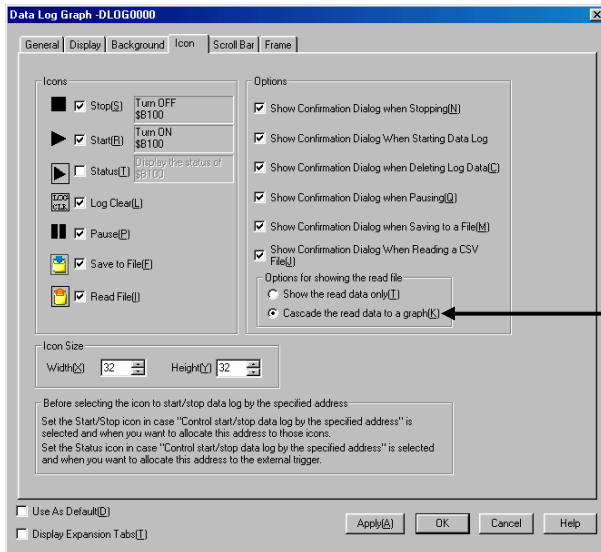 Data Log Graph -DLOG0000
General Display Background Icon Scroll Bar Frame
Icons
Stop(S)
Turn OFF
$B100
Start(R)
Turn ON
$B100
Status(T)
Display the status of
$B100
LOG
CLR
Log Clear(L)
Pause(P)
Save to File(F)
Read File(I)
Options
Show Confirmation Dialog when Stopping(N)
Show Confirmation Dialog When Starting Data Log
Show Confirmation Dialog when Deleting Log Data(C)
Show Confirmation Dialog when Pausing(Q)
Show Confirmation Dialog when Saving to a File(M)
Show Confirmation Dialog When Reading a CSV
File(J)
Options for showing the read file
Show the read data only(T)
Cascade the read data to a graph(K)
Icon Size
Width(X) 32 Height(Y) 32
Before selecting the icon to start/stop data log by the specified address
Set the Start/Stop icon in case "Control start/stop data log by the specified address" is
selected and when you want to allocate this address to those icons.
Set the Status icon in case "Control start/stop data log by the specified address" is selected
and when you want to allocate this address to the external trigger.
Use As Default(D)
Display Expansion Tabs(T)
Apply(A) OK Cancel Help